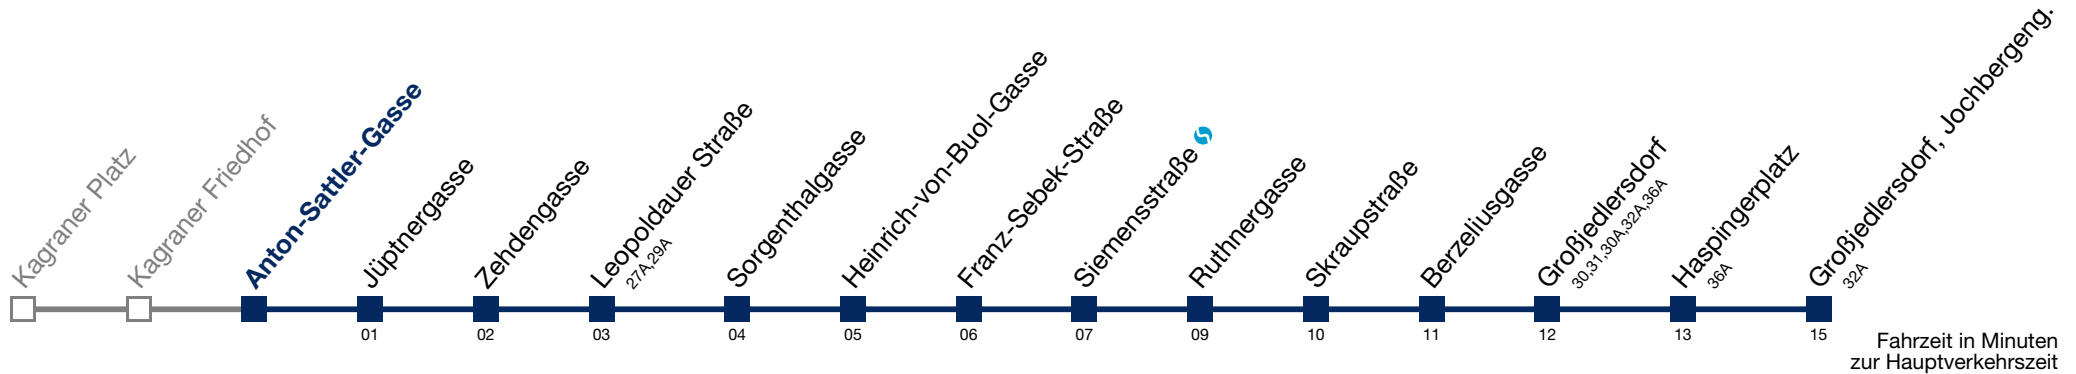 Kagraner Platz
Kagraner Friedhof
Anton-Sattler-Gasse
Jüptnergasse
01
Zehdengasse
02
Leopoldauer Straße
27A,29A
03
Sorgenthalgasse
04
Heinrich-von-Buol-Gasse
05
Franz-Sebek-Straße
06
Siemensstraße
07
Ruthnergasse
09
Skraupstraße
10
Berzeliusgasse
11
Großjedlersdorf
30,31,30A,32A,36A
12
Haspingerplatz
36A
13
Großjedlersdorf, Jochbergeng.
32A
15
Fahrzeit in Minuten
zur Hauptverkehrszeit